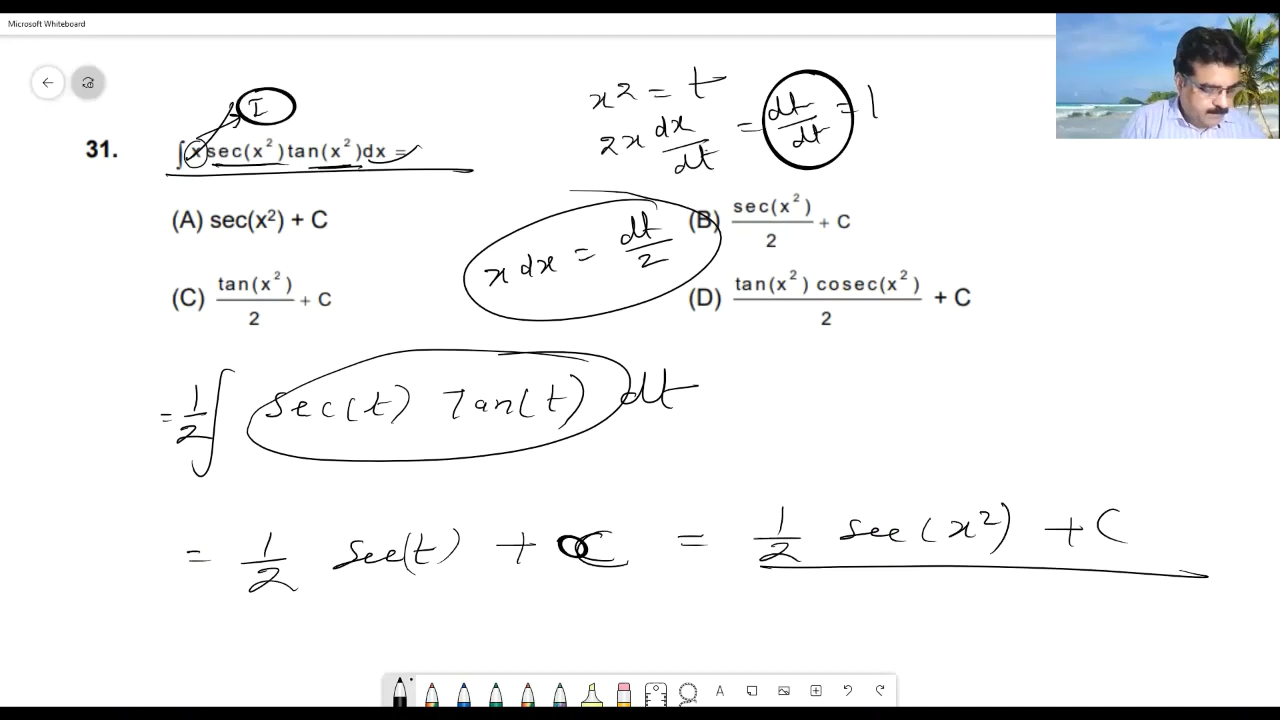 Microsoft Whiteboard
I
x2 = t
2x dx/dt = dt/dt = 1
31. ∫x sec(x²)tan(x²)dx =
(A) sec(x²) + C
(B) sec(x²)/2 + C
x dx = dt/2
(C) tan(x²)/2 + C
(D) tan(x²) cosec(x²)/2 + C
= 1/2 ∫ Sec(t) Tan(t) dt
= 1/2 Sec(t) + C = 1/2 sec(x²) + C
A